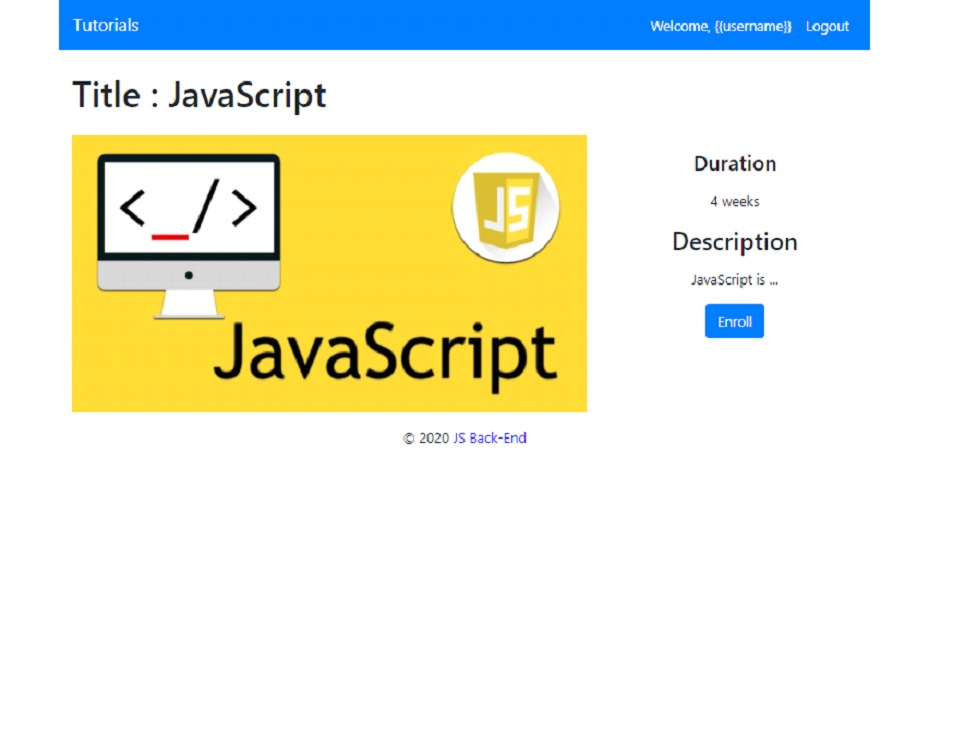 Tutorials
Welcome, {{username}} Logout
Title : JavaScript
<_/>
JS
JavaScript
Duration
4 weeks
Description
JavaScript is ...
Enroll
© 2020 JS Back-End